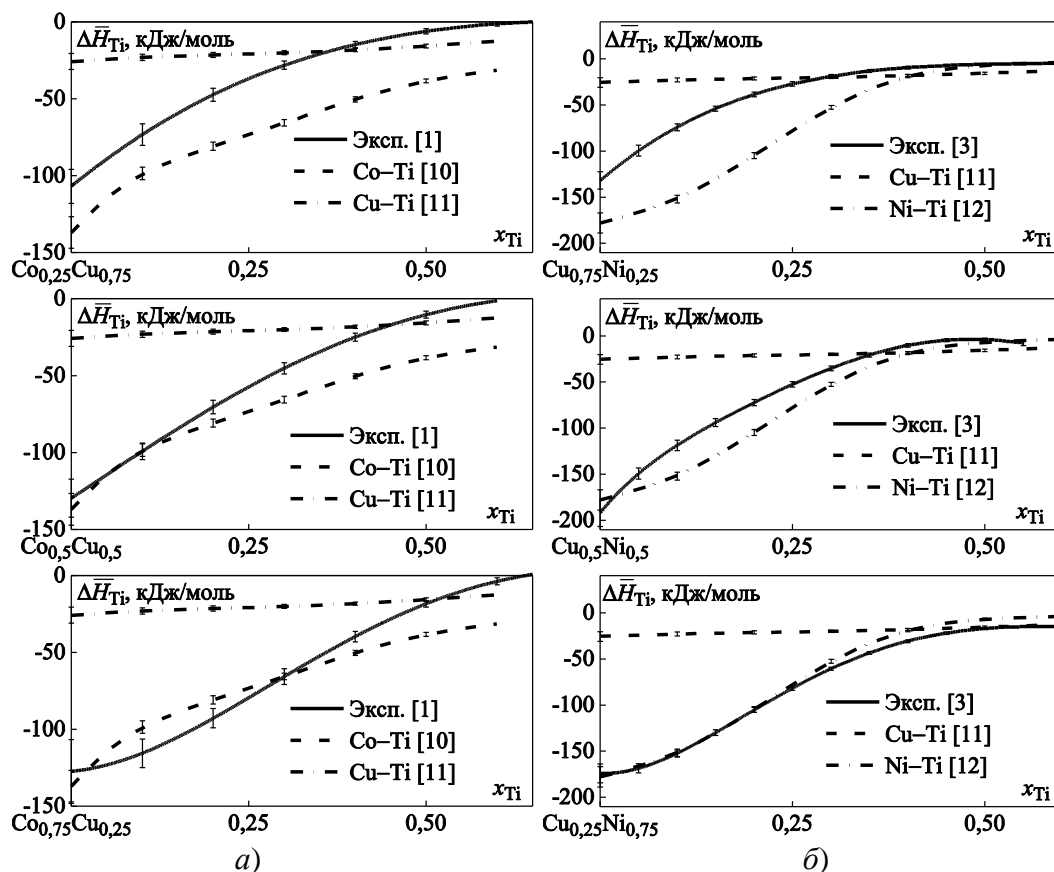 0
ΔH̅Ti, кДж/моль
-50
Эксп. [1]
Co–Ti [10]
-100
Cu–Ti [11]
xTi
-150
Co0,25Cu0,75
0,25
0,50
0
ΔH̅Ti, кДж/моль
-50
Эксп. [3]
-100
Cu–Ti [11]
-150
Ni–Ti [12]
-200
xTi
Cu0,75Ni0,25
0,25
0,50
0
ΔH̅Ti, кДж/моль
-50
Эксп. [1]
-100
Co–Ti [10]
Cu–Ti [11]
xTi
-150
Co0,5Cu0,5
0,25
0,50
0
ΔH̅Ti, кДж/моль
-50
-100
Эксп. [3]
Cu–Ti [11]
-150
Ni–Ti [12]
-200
xTi
Cu0,5Ni0,5
0,25
0,50
0
ΔH̅Ti, кДж/моль
-50
Эксп. [1]
-100
Co–Ti [10]
Cu–Ti [11]
xTi
-150
Co0,75Cu0,25
0,25
0,50
а)
0
ΔH̅Ti, кДж/моль
-50
-100
Эксп. [3]
Cu–Ti [11]
-150
Ni–Ti [12]
-200
xTi
Cu0,25Ni0,75
0,25
0,50
б)